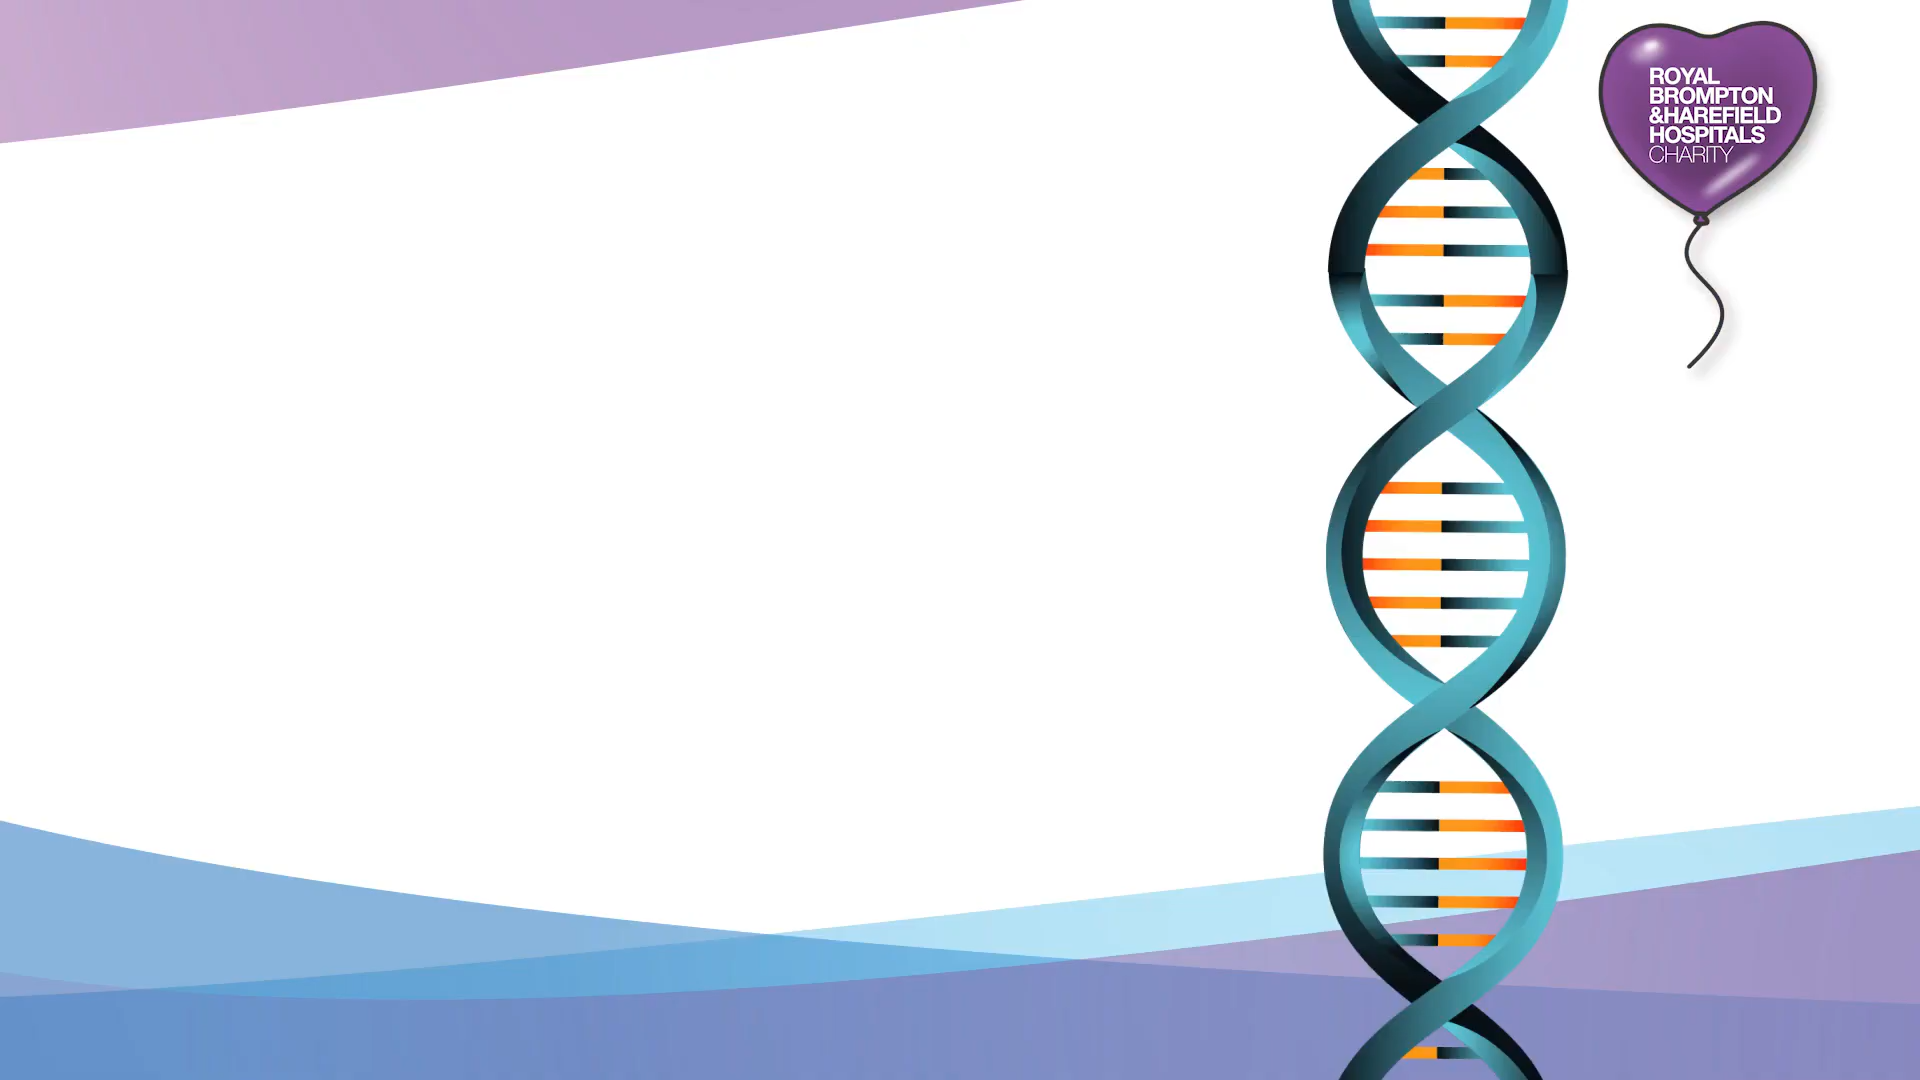 ROYAL
BROMPTON
&HAREFIELD
HOSPITALS
CHARITY